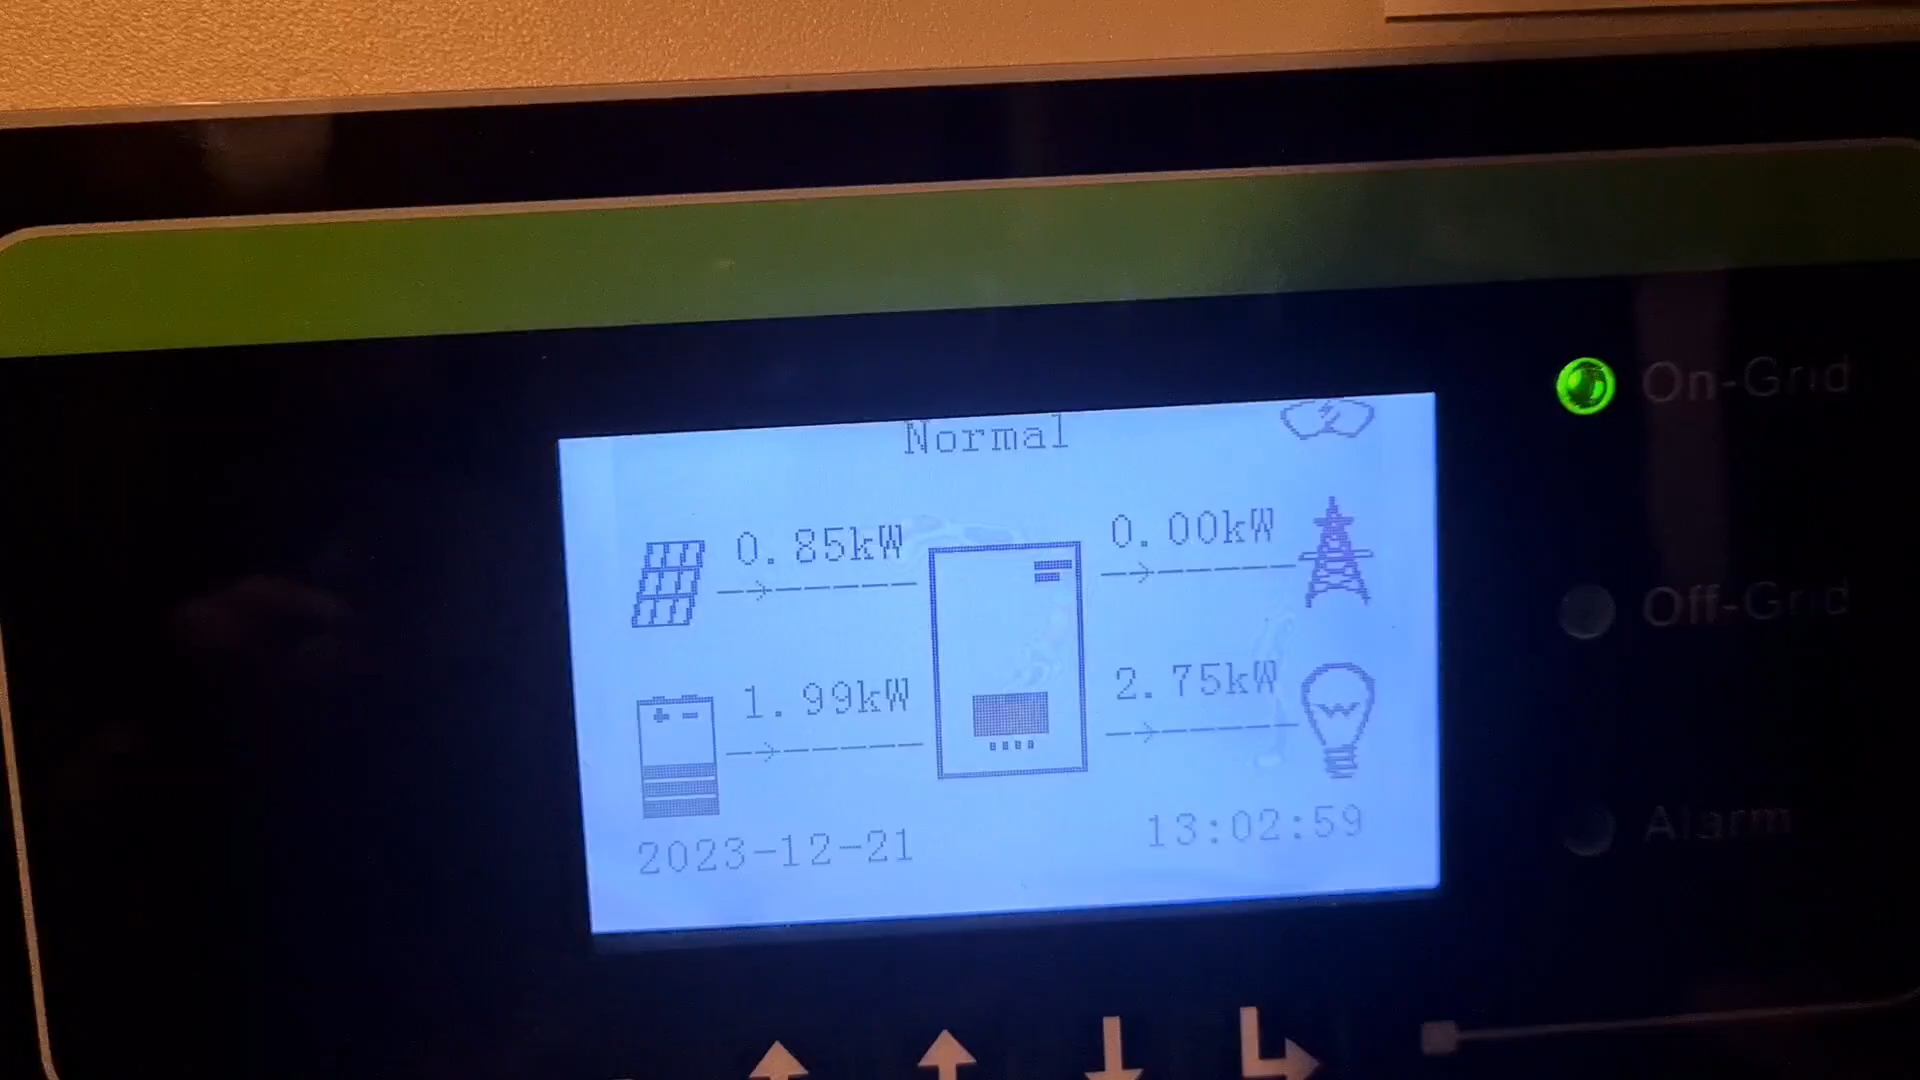 Normal
0.85kW
0.00kW
1.99kW
2.75kW
2023-12-21
13:02:59
On-Grid
Off-Grid
Alarm